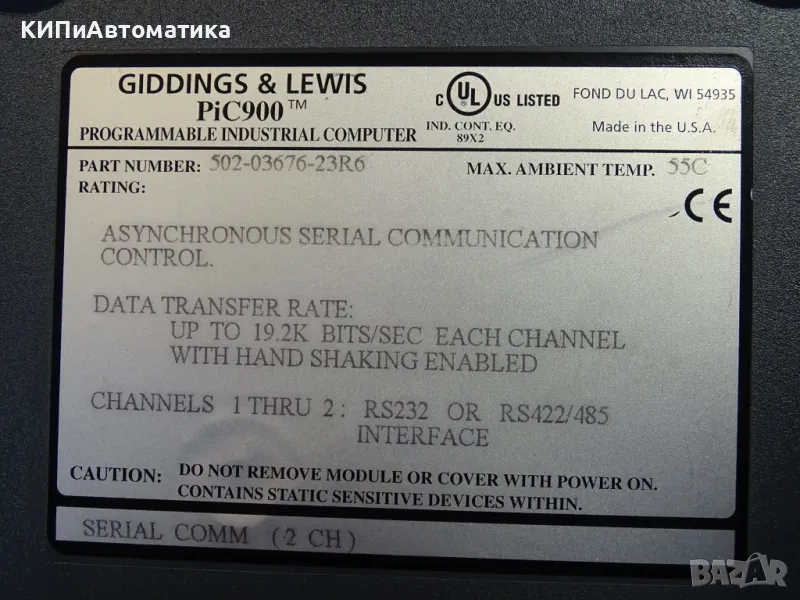 КИПиАвтоматика
GIDDINGS & LEWIS
PiC900™
PROGRAMMABLE INDUSTRIAL COMPUTER
C UL US LISTED
IND. CONT. EQ.
89X2
FOND DU LAC, WI 54935
Made in the U.S.A.
PART NUMBER: 502-03676-23R6
MAX. AMBIENT TEMP. 55C
RATING:
CE
ASYNCHRONOUS SERIAL COMMUNICATION
CONTROL.
DATA TRANSFER RATE:
UP TO 19.2K BITS/SEC EACH CHANNEL
WITH HAND SHAKING ENABLED
CHANNELS 1 THRU 2: RS232 OR RS422/485
INTERFACE
CAUTION: DO NOT REMOVE MODULE OR COVER WITH POWER ON.
CONTAINS STATIC SENSITIVE DEVICES WITHIN.
SERIAL COMM (2 CH)
BAZAR